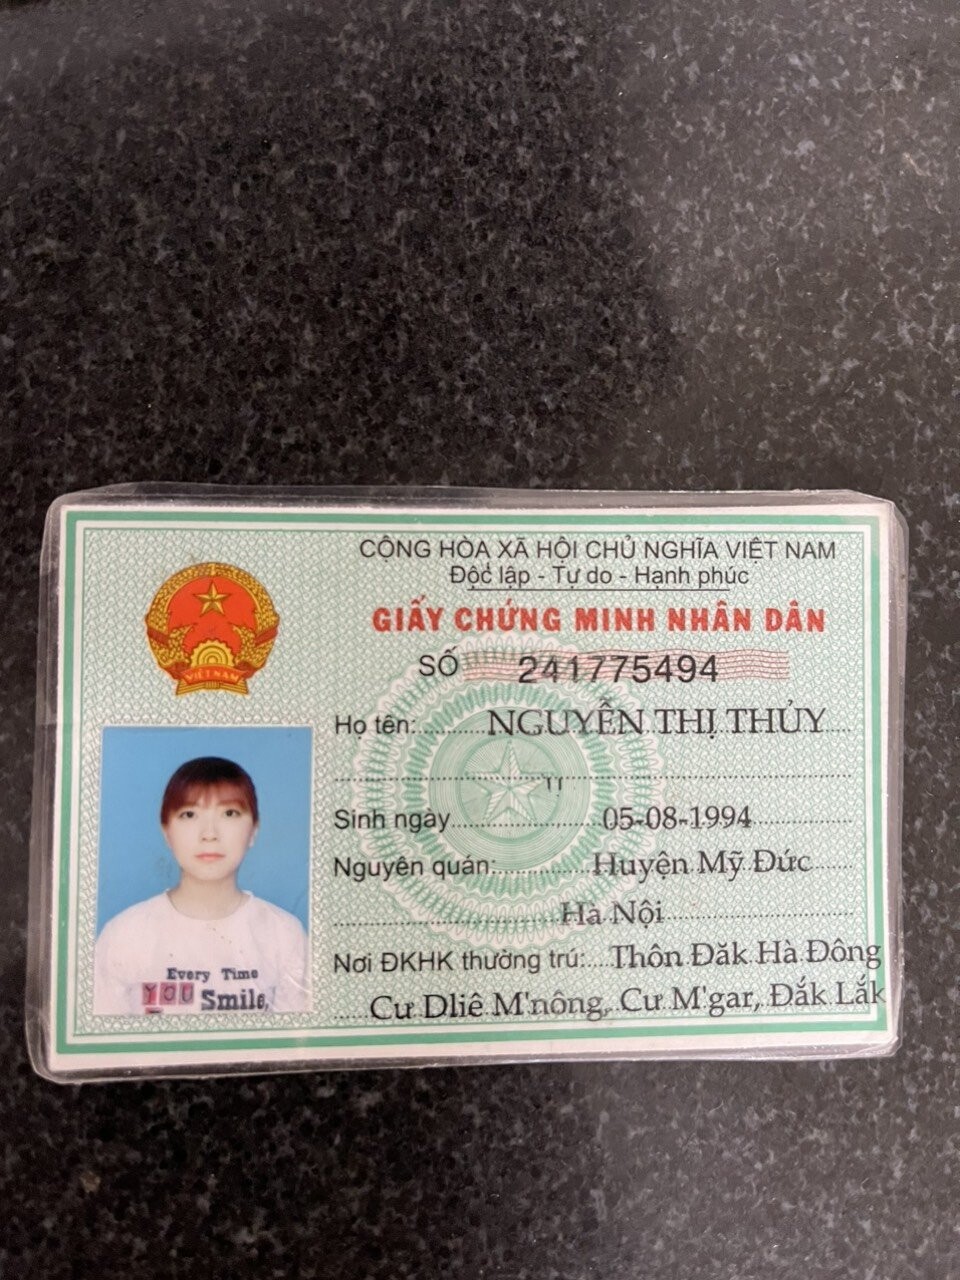 CỘNG HÒA XÃ HỘI CHỦ NGHĨA VIỆT NAM
Độc lập - Tự do - Hạnh phúc
GIẤY CHỨNG MINH NHÂN DÂN
SỐ 241775494
VIỆT NAM
Họ tên: NGUYỄN THỊ THỦY
Sinh ngày 05-08-1994
Nguyên quán: Huyện Mỹ Đức
Hà Nội
Nơi ĐKHK thường trú: Thôn Đăk Hà Đông
Cư Dliê M'nông, Cư M'gar, Đắk Lắk
Every Time
YOU Smile,